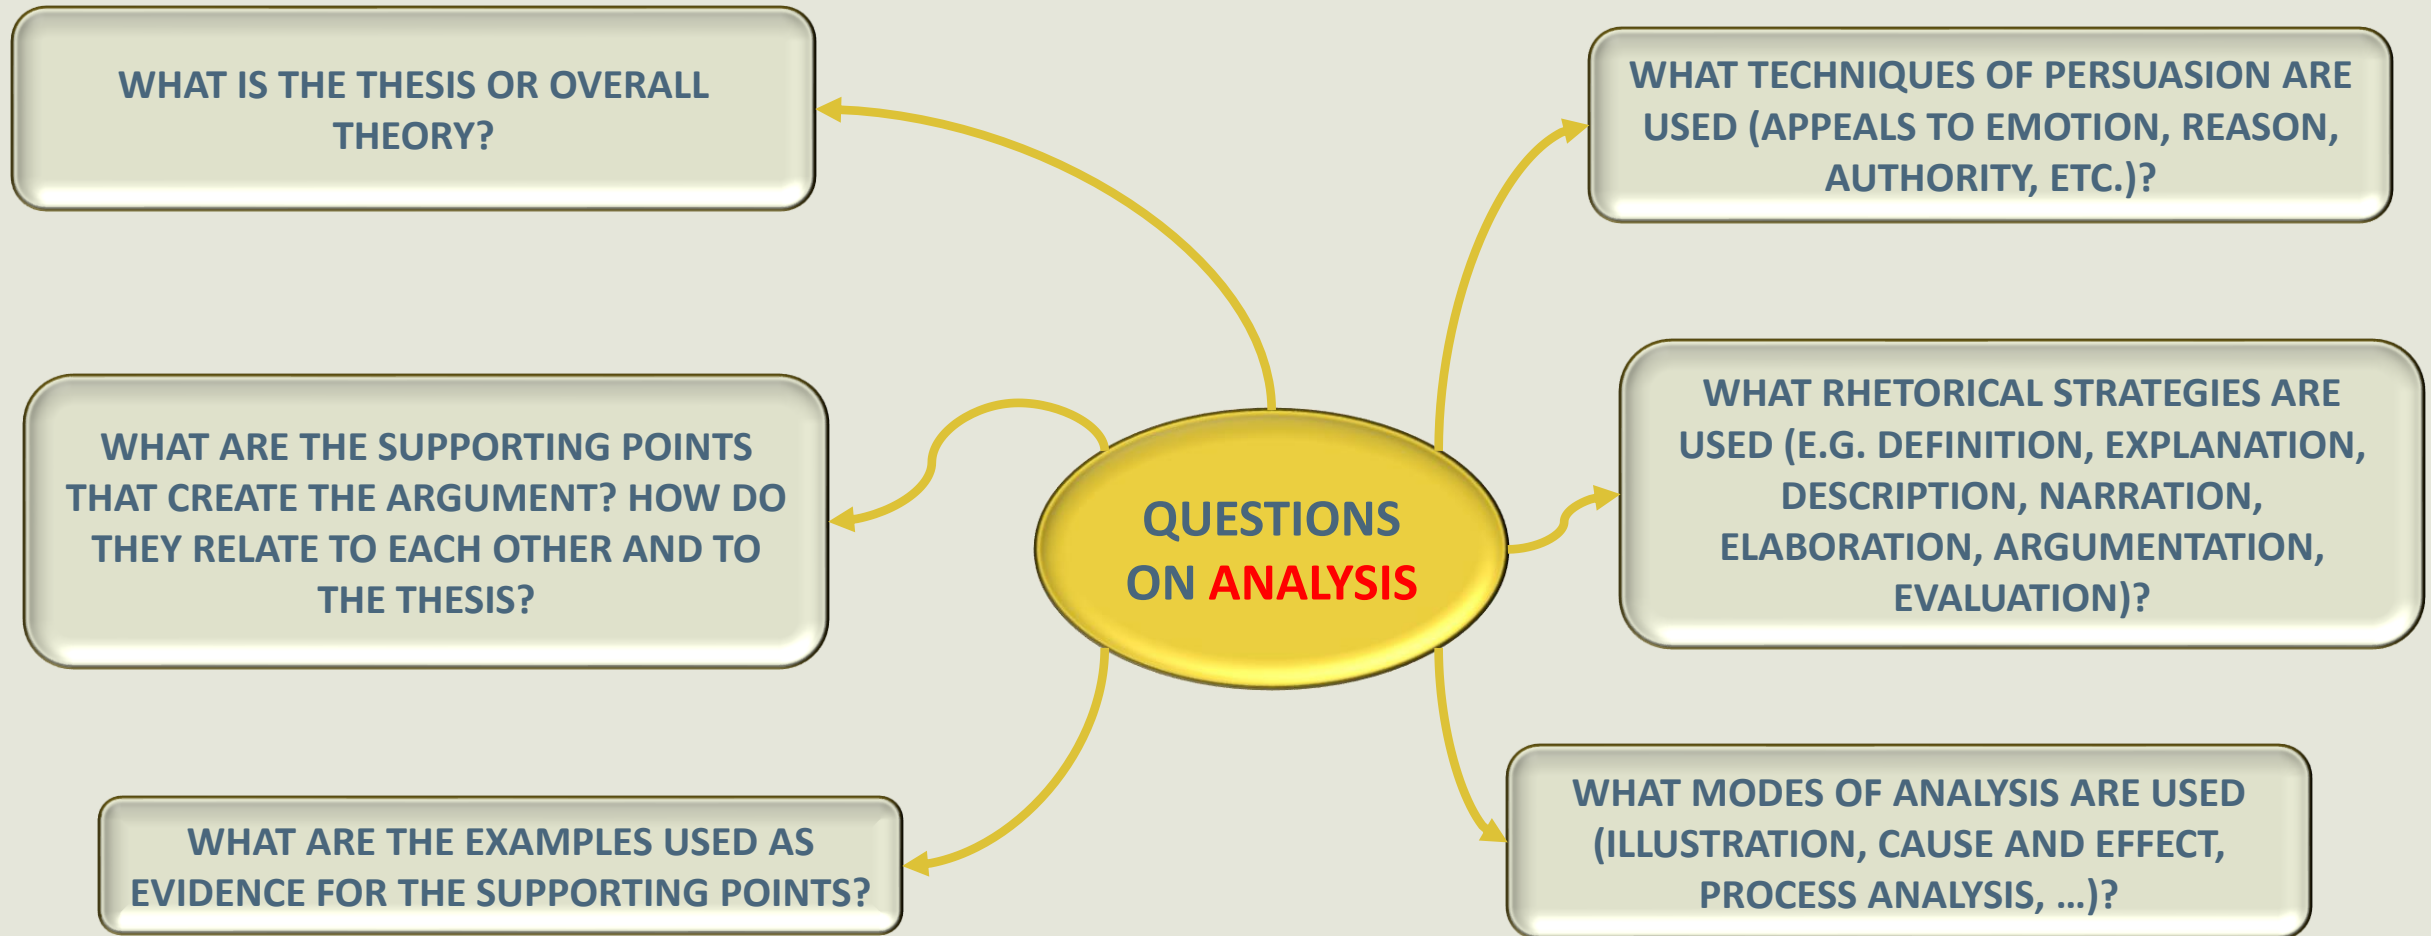 WHAT IS THE THESIS OR OVERALL
THEORY?
WHAT ARE THE SUPPORTING POINTS
THAT CREATE THE ARGUMENT? HOW DO
THEY RELATE TO EACH OTHER AND TO
THE THESIS?
WHAT ARE THE EXAMPLES USED AS
EVIDENCE FOR THE SUPPORTING POINTS?
QUESTIONS
ON ANALYSIS
WHAT TECHNIQUES OF PERSUASION ARE
USED (APPEALS TO EMOTION, REASON,
AUTHORITY, ETC.)?
WHAT RHETORICAL STRATEGIES ARE
USED (E.G. DEFINITION, EXPLANATION,
DESCRIPTION, NARRATION,
ELABORATION, ARGUMENTATION,
EVALUATION)?
WHAT MODES OF ANALYSIS ARE USED
(ILLUSTRATION, CAUSE AND EFFECT,
PROCESS ANALYSIS, …)?